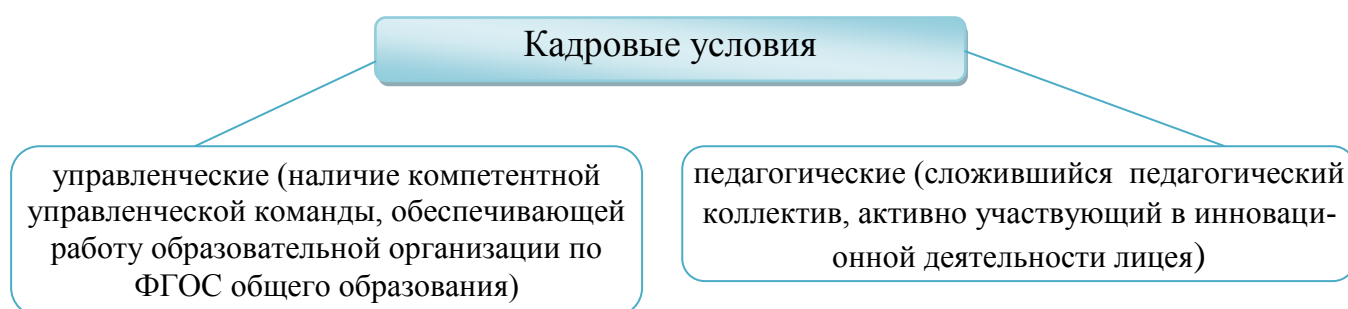 Кадровые условия
управленческие (наличие компетентной
управленческой команды, обеспечивающей
работу образовательной организации по
ФГОС общего образования)
педагогические (сложившийся педагогический
коллектив, активно участвующий в инноваци-
онной деятельности лицея)